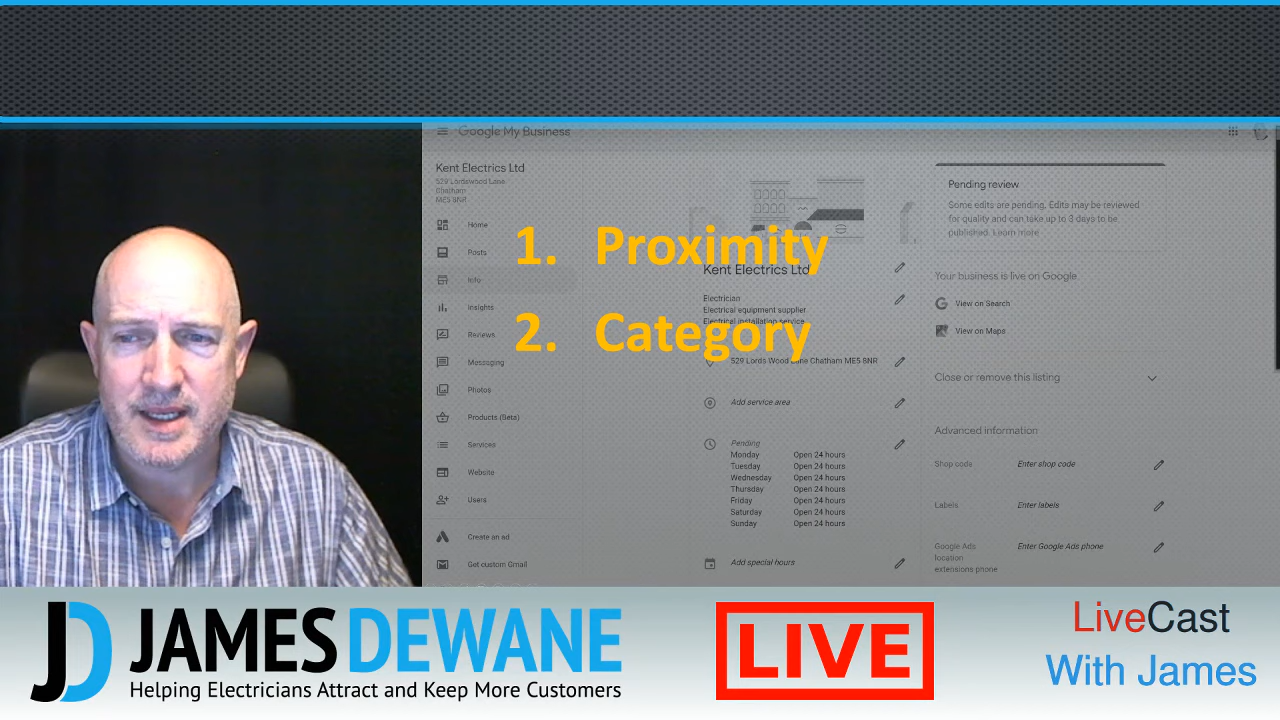 Google My Business
Kent Electrics Ltd
529 Lordswood Lane
Chatham
ME5 8NR
Home
Posts
Info
Insights
Reviews
Messaging
Photos
Products (Beta)
Services
Website
Users
Create an ad
Get custom Gmail
1. Proximity
2. Category
Kent Electrics Ltd
Electrician
Electrical equipment supplier
Electrical installation service
529 Lords Wood Lane Chatham ME5 8NR
Add service area
Pending
Monday Open 24 hours
Tuesday Open 24 hours
Wednesday Open 24 hours
Thursday Open 24 hours
Friday Open 24 hours
Saturday Open 24 hours
Sunday Open 24 hours
Add special hours
Pending review
Some edits are pending. Edits may be reviewed
for quality and can take up to 3 days to be
published. Learn more
Your business is live on Google
View on Search
View on Maps
Close or remove this listing
Advanced information
Shop code Enter shop code
Labels Enter labels
Google Ads Enter Google Ads phone
location
extensions phone
JD JAMES DEWANE
Helping Electricians Attract and Keep More Customers
LIVE
LiveCast
With James